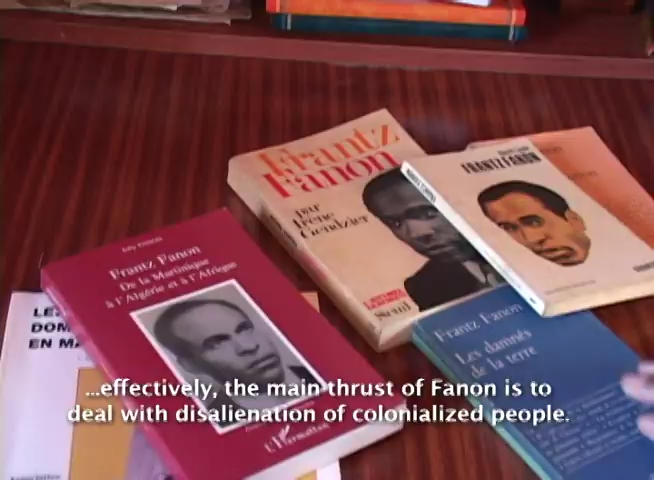 Frantz
Fanon
par
Irène
Gendzier
Seuil
FRANTZ FANON
Frantz Fanon
De la Martinique
à l'Algérie et à l'Afrique
L'Harmattan
Frantz Fanon
Les damnés
de la terre
LE
DOM
EN MA
...effectively, the main thrust of Fanon is to
deal with disalienation of colonialized people.